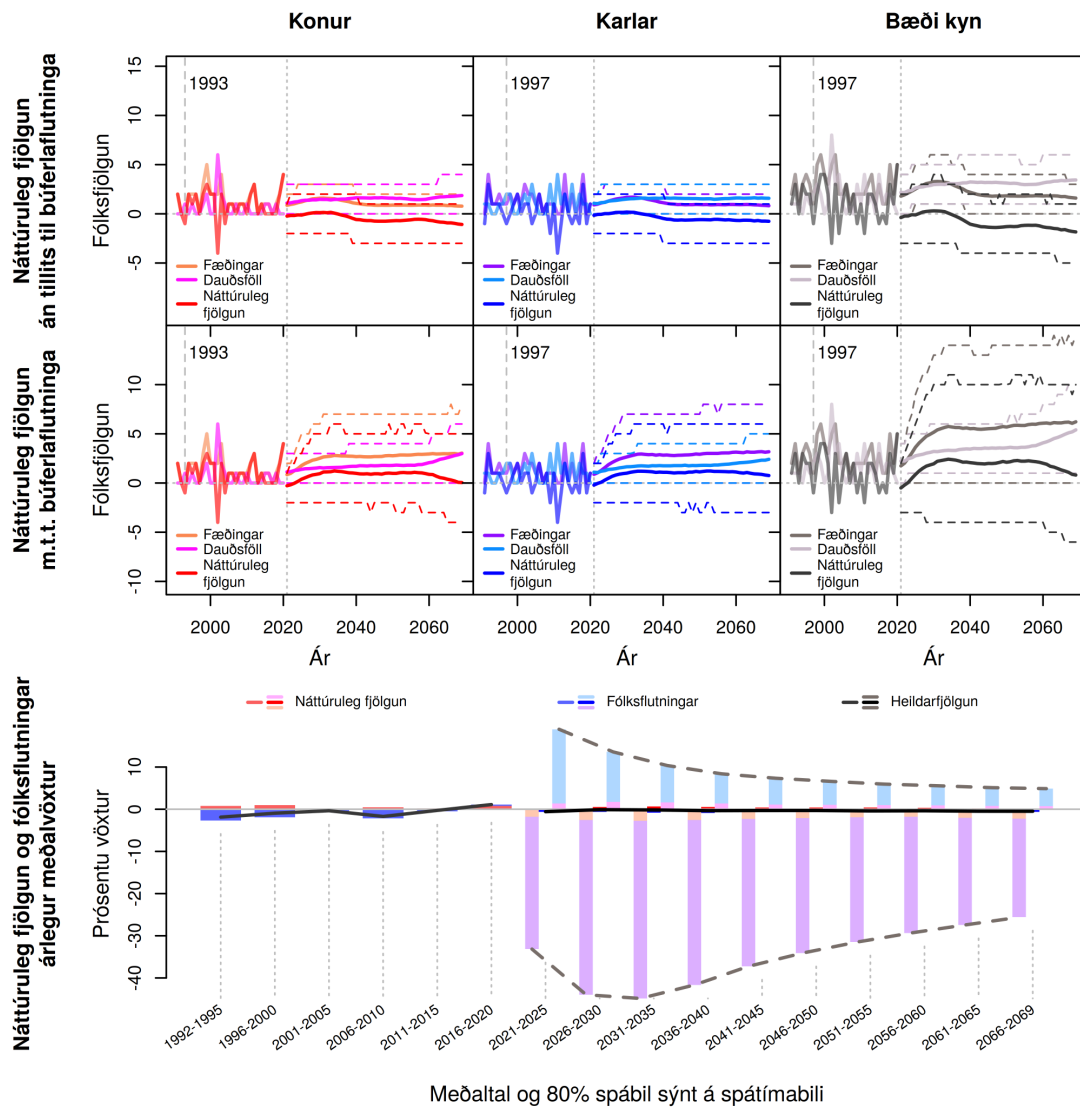 Konur
Karlar
Bæði kyn
Náttúruleg fjölgun
án tillits til búferlaflutninga
Fólksfjölgun
15
10
5
0
-5
1993
Fæðingar
Dauðsföll
Náttúruleg
fjölgun
1997
Fæðingar
Dauðsföll
Náttúruleg
fjölgun
1997
Fæðingar
Dauðsföll
Náttúruleg
fjölgun
Náttúruleg fjölgun
m.t.t. búferlaflutninga
Fólksfjölgun
10
5
0
-5
-10
1993
Fæðingar
Dauðsföll
Náttúruleg
fjölgun
1997
Fæðingar
Dauðsföll
Náttúruleg
fjölgun
1997
Fæðingar
Dauðsföll
Náttúruleg
fjölgun
2000 2020 2040 2060
2000 2020 2040 2060
2000 2020 2040 2060
Ár
Ár
Ár
Náttúruleg fjölgun og fólksflutningar
árlegur meðalvöxtur
Náttúruleg fjölgun
Fólksflutningar
Heildarfjölgun
Prósentu vöxtur
10
0
-10
-20
-30
-40
1992-1995
1996-2000
2001-2005
2006-2010
2011-2015
2016-2020
2021-2025
2026-2030
2031-2035
2036-2040
2041-2045
2046-2050
2051-2055
2056-2060
2061-2065
2066-2069
Meðaltal og 80% spábil sýnt á spátímabili